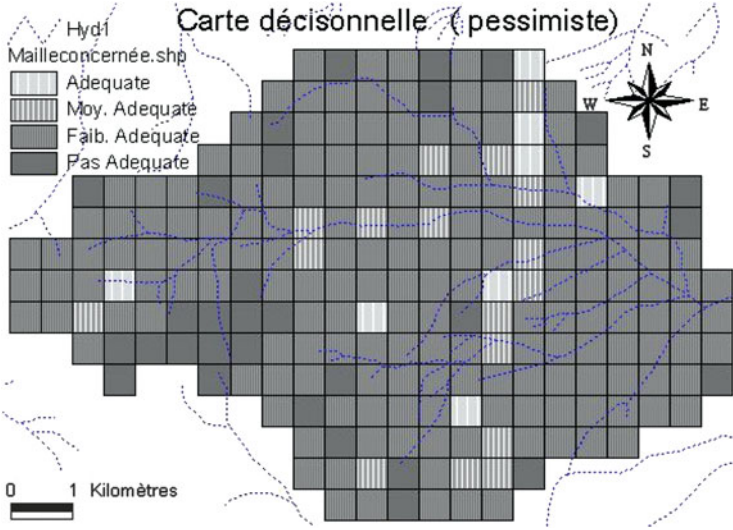 Carte décisonnelle ( pessimiste)
Hyd1
Mailleconcernée.shp
Adequate
Moy. Adequate
Faib. Adequate
Pas Adequate
N
W E
S
0 1 Kilomètres